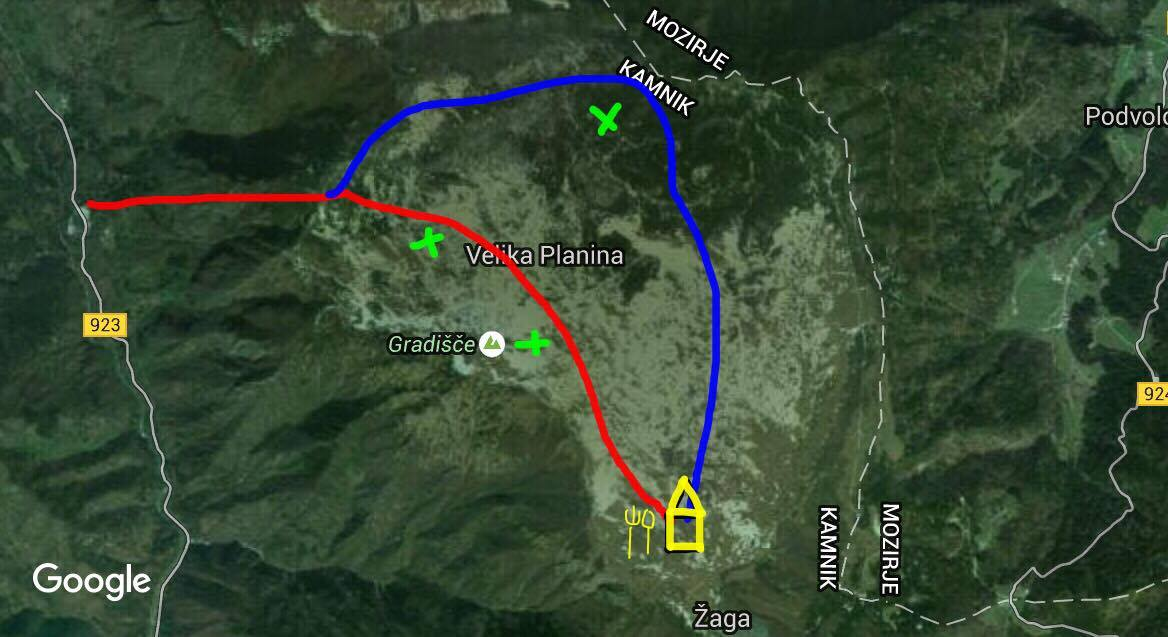 MOZIRJE
KAMNIK
Podvolo
Velika Planina
923
Gradišče
924
KAMNIK
MOZIRJE
Google
Žaga